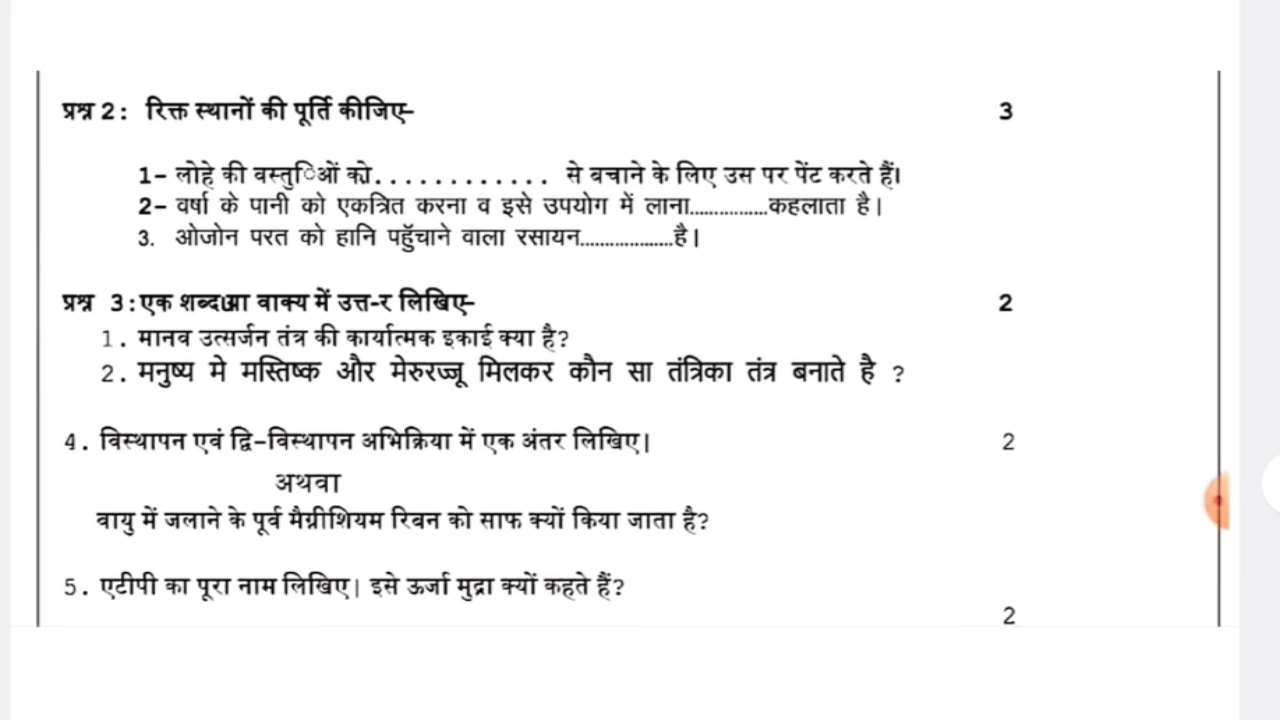 प्रश्न 2: रिक्त स्थानों की पूर्ति कीजिए- 3
1- लोहे की वस्तुिओं को............ से बचाने के लिए उस पर पेंट करते हैं।
2- वर्षा के पानी को एकत्रित करना व इसे उपयोग में लाना................कहलाता है।
3. ओजोन परत को हानि पहुँचाने वाला रसायन...................है।
प्रश्न 3:एक शब्द या वाक्य में उत्त-र लिखिए- 2
1. मानव उत्सर्जन तंत्र की कार्यात्मक इकाई क्या है?
2. मनुष्य मे मस्तिष्क और मेरुरज्जू मिलकर कौन सा तंत्रिका तंत्र बनाते है ?
4. विस्थापन एवं द्वि-विस्थापन अभिक्रिया में एक अंतर लिखिए। 2
अथवा
वायु में जलाने के पूर्व मैग्नीशियम रिबन को साफ क्यों किया जाता है?
5. एटीपी का पूरा नाम लिखिए। इसे ऊर्जा मुद्रा क्यों कहते हैं?
2